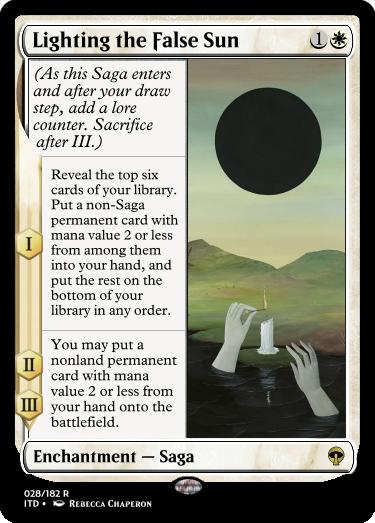 Lighting the False Sun
1
(As this Saga enters
and after your draw
step, add a lore
counter. Sacrifice
after III.)
I
Reveal the top six
cards of your library.
Put a non-Saga
permanent card with
mana value 2 or less
from among them
into your hand, and
put the rest on the
bottom of your
library in any order.
II
III
You may put a
nonland permanent
card with mana
value 2 or less from
your hand onto the
battlefield.
Enchantment — Saga
028/182 R
ITD • Rebecca Chaperon